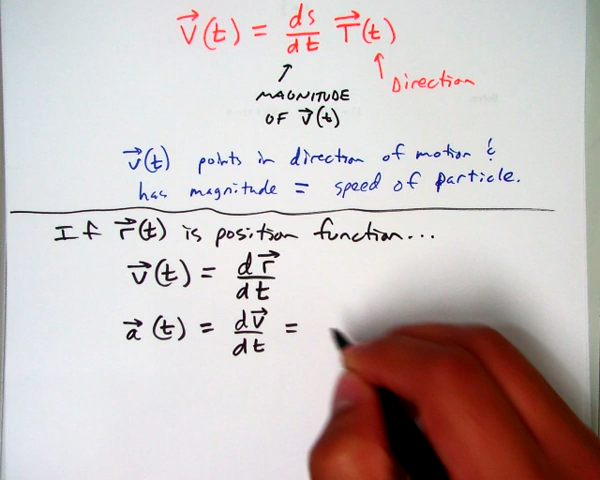 v⃗(t) = ds/dt T⃗(t)
MAGNITUDE OF v⃗(t)
Direction
v⃗(t) points in direction of motion &
has magnitude = speed of particle.
If r⃗(t) is position function...
v⃗(t) = dr⃗/dt
a⃗(t) = dv⃗/dt =